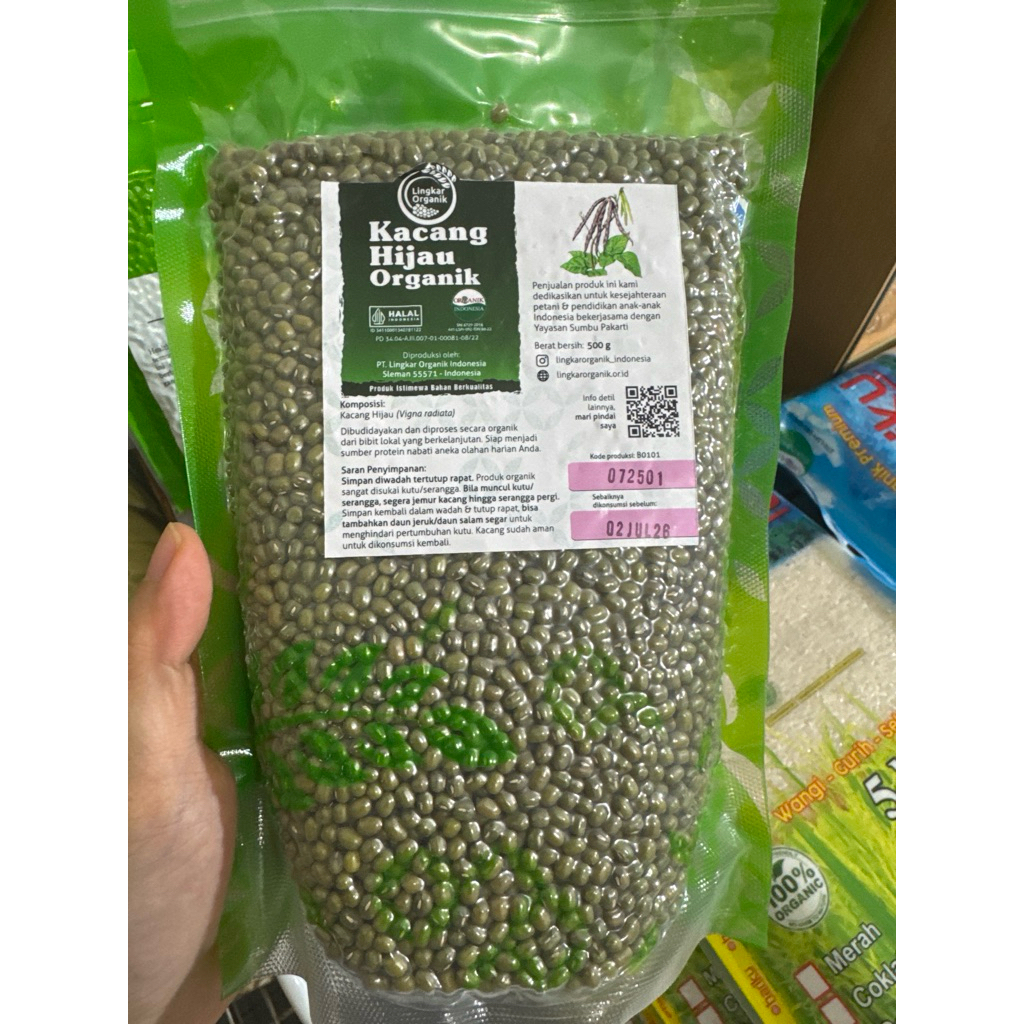 Lingkar
Organik
Kacang
Hijau
Organik
HALAL
INDONESIA
ORGANIK
INDONESIA
PD 34.04-A.III.007-01-00081-08/22
Diproduksi oleh:
PT. Lingkar Organik Indonesia
Sleman 55571 - Indonesia
Produk Istimewa Bukan Berkualitas
Penjualan produk ini kami
dedikasikan untuk kesejahteraan
petani & pendidikan anak-anak
Indonesia bekerjasama dengan
Yayasan Sumbu Pakarti
Berat bersih: 500 g
lingkarorganik_indonesia
lingkarorganik.or.id
Info detil
lainnya,
mari pindai
saya
Komposisi:
Kacang Hijau (Vigna radiata)
Dibudidayakan dan diproses secara organik
dari bibit lokal yang berkelanjutan. Siap menjadi
sumber protein nabati aneka olahan harian Anda.
Saran Penyimpanan:
Simpan diwadah tertutup rapat. Produk organik
sangat disukai kutu/serangga. Bila muncul kutu/
serangga, segera jemur kacang hingga serangga pergi.
Simpan kembali dalam wadah & tutup rapat, bisa
tambahkan daun jeruk/daun salam segar untuk
menghindari pertumbuhan kutu. Kacang sudah aman
untuk dikonsumsi kembali.
Kode produksi: B0101
072501
Sebaiknya
dikonsumsi sebelum:
02 JUL 26
Premium
wangi - Gurih -
100%
ORGANIC
Merah